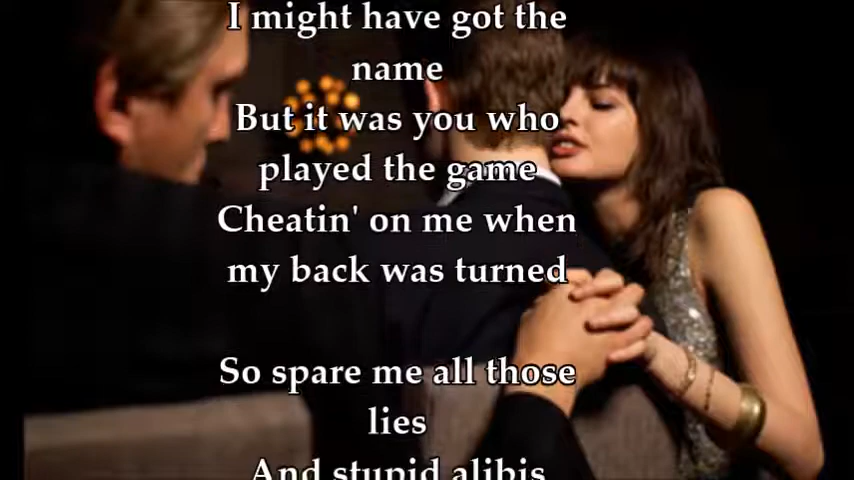 I might have got the
name
But it was you who
played the game
Cheatin' on me when
my back was turned
So spare me all those
lies
And stupid alibis